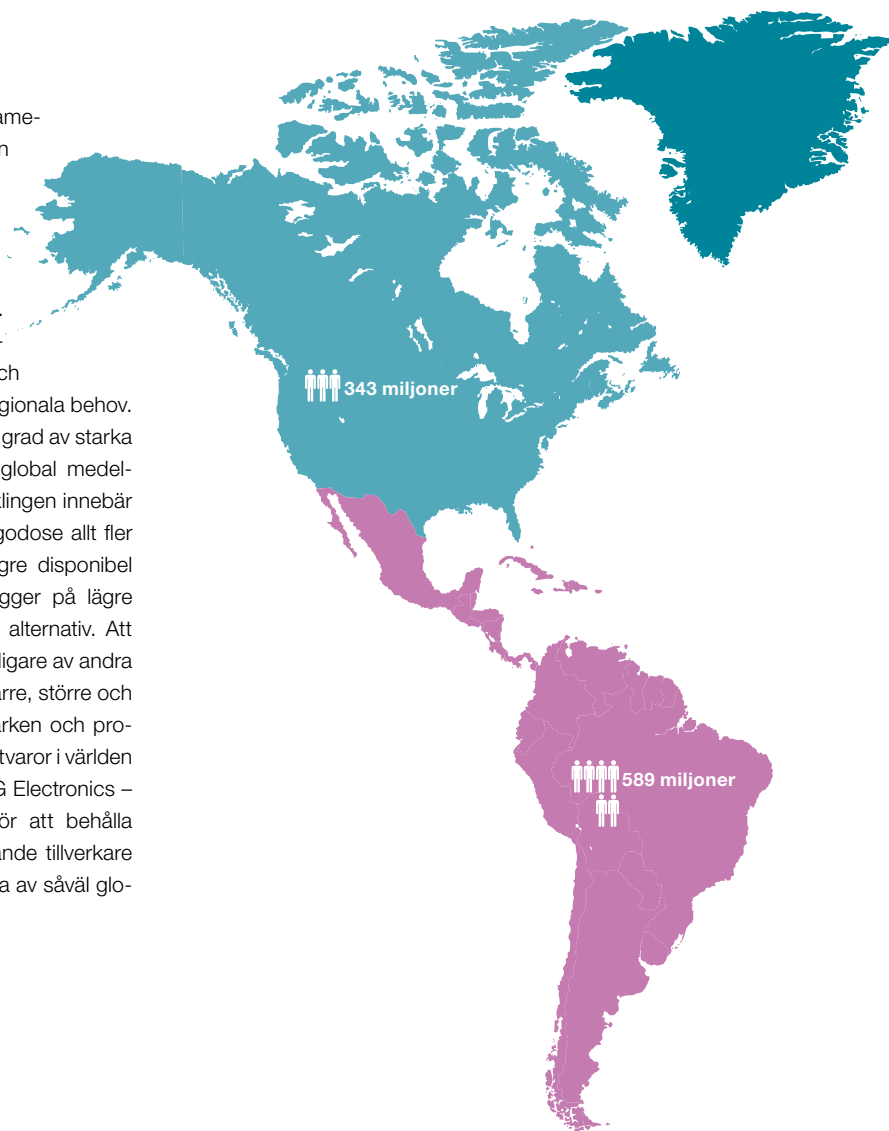 ame-
n
.
-
ch
gionala behov.
grad av starka
global medel-
klingen innebär
godose allt fler
gre disponibel
gger på lägre
alternativ. Att
ligare av andra
arre, större och
arken och pro-
tvaror i världen
G Electronics –
ör att behålla
ande tillverkare
a av såväl glo-
343 miljoner
589 miljoner